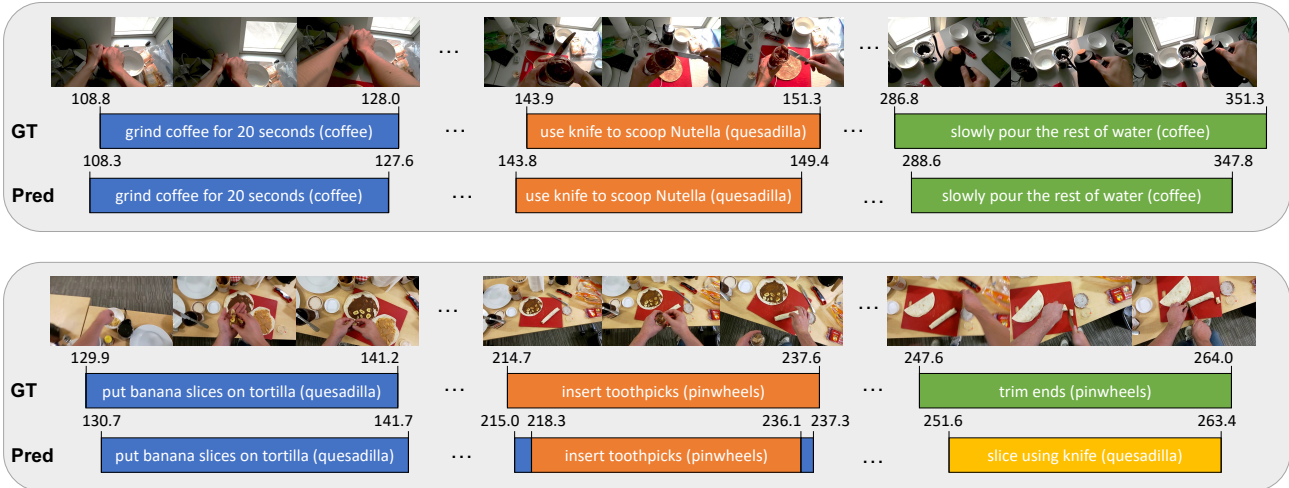 ... ...
108.8 128.0 143.9 151.3 286.8 351.3
GT grind coffee for 20 seconds (coffee) ... use knife to scoop Nutella (quesadilla) ... slowly pour the rest of water (coffee)
108.3 127.6 143.8 149.4 288.6 347.8
Pred grind coffee for 20 seconds (coffee) ... use knife to scoop Nutella (quesadilla) ... slowly pour the rest of water (coffee)
... ...
129.9 141.2 214.7 237.6 247.6 264.0
GT put banana slices on tortilla (quesadilla) ... insert toothpicks (pinwheels) ... trim ends (pinwheels)
130.7 141.7 215.0 218.3 236.1 237.3 251.6 263.4
Pred put banana slices on tortilla (quesadilla) ... insert toothpicks (pinwheels) ... slice using knife (quesadilla)